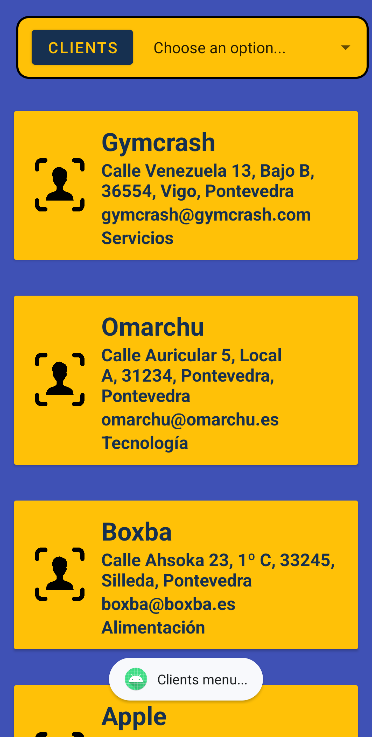 CLIENTS
Choose an option...
Gymcrash
Calle Venezuela 13, Bajo B,
36554, Vigo, Pontevedra
gymcrash@gymcrash.com
Servicios
Omarchu
Calle Auricular 5, Local
A, 31234, Pontevedra,
Pontevedra
omarchu@omarchu.es
Tecnología
Boxba
Calle Ahsoka 23, 1º C, 33245,
Silleda, Pontevedra
boxba@boxba.es
Alimentación
Clients menu...
Apple